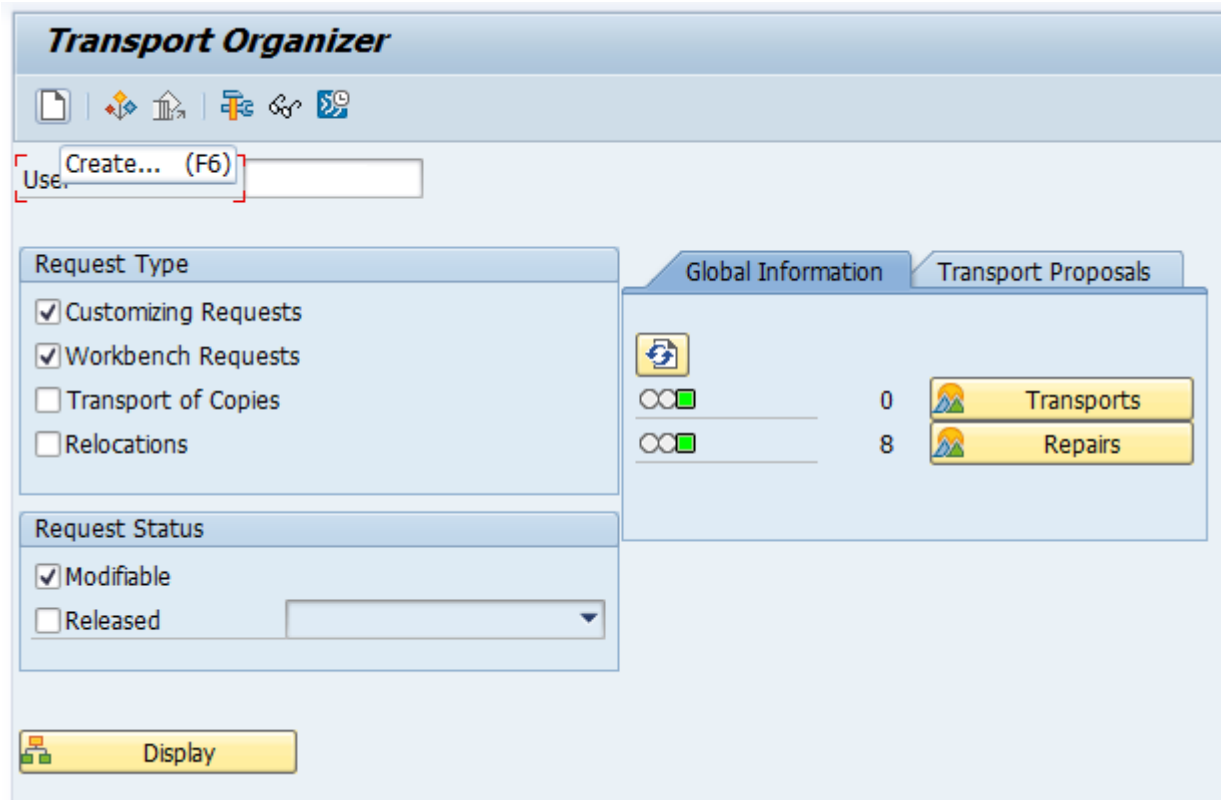 Transport Organizer
Create... (F6)
Request Type
Customizing Requests
Workbench Requests
Transport of Copies
Relocations
Global Information
Transport Proposals
0 Transports
8 Repairs
Request Status
Modifiable
Released
Display